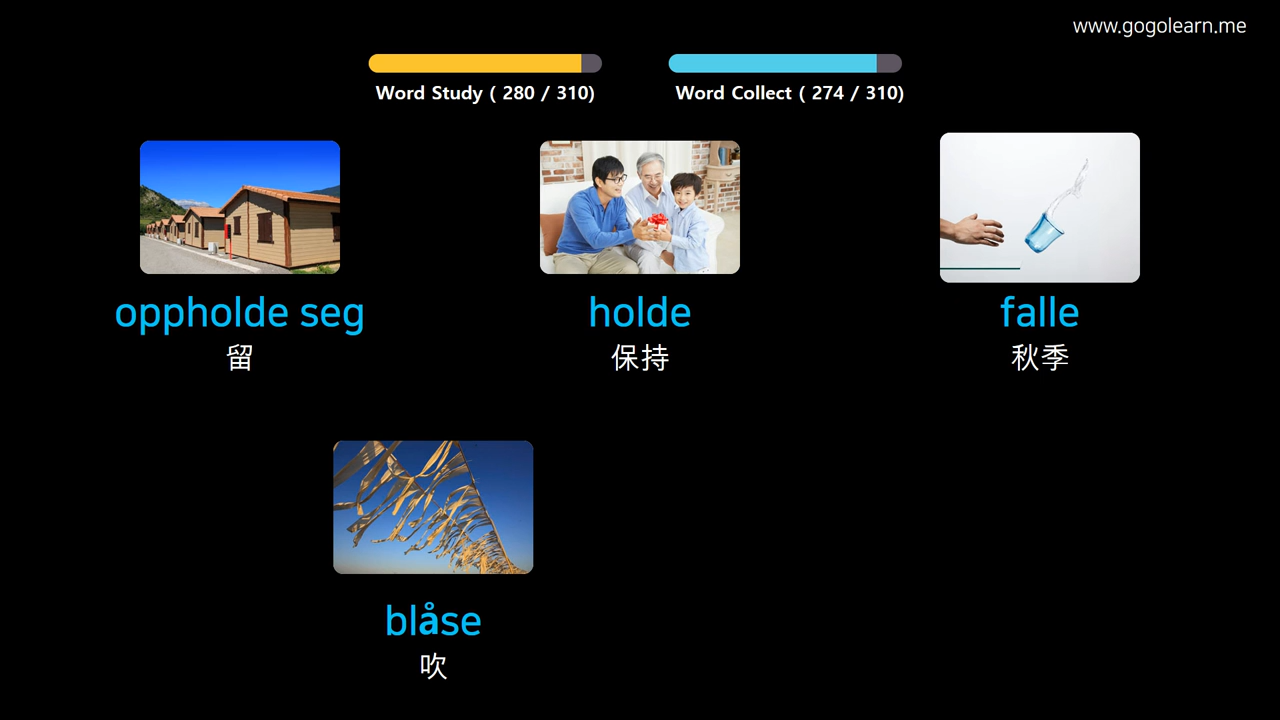 www.gogolearn.me
Word Study ( 280 / 310)
Word Collect ( 274 / 310)
oppholde seg
留
holde
保持
falle
秋季
blåse
吹